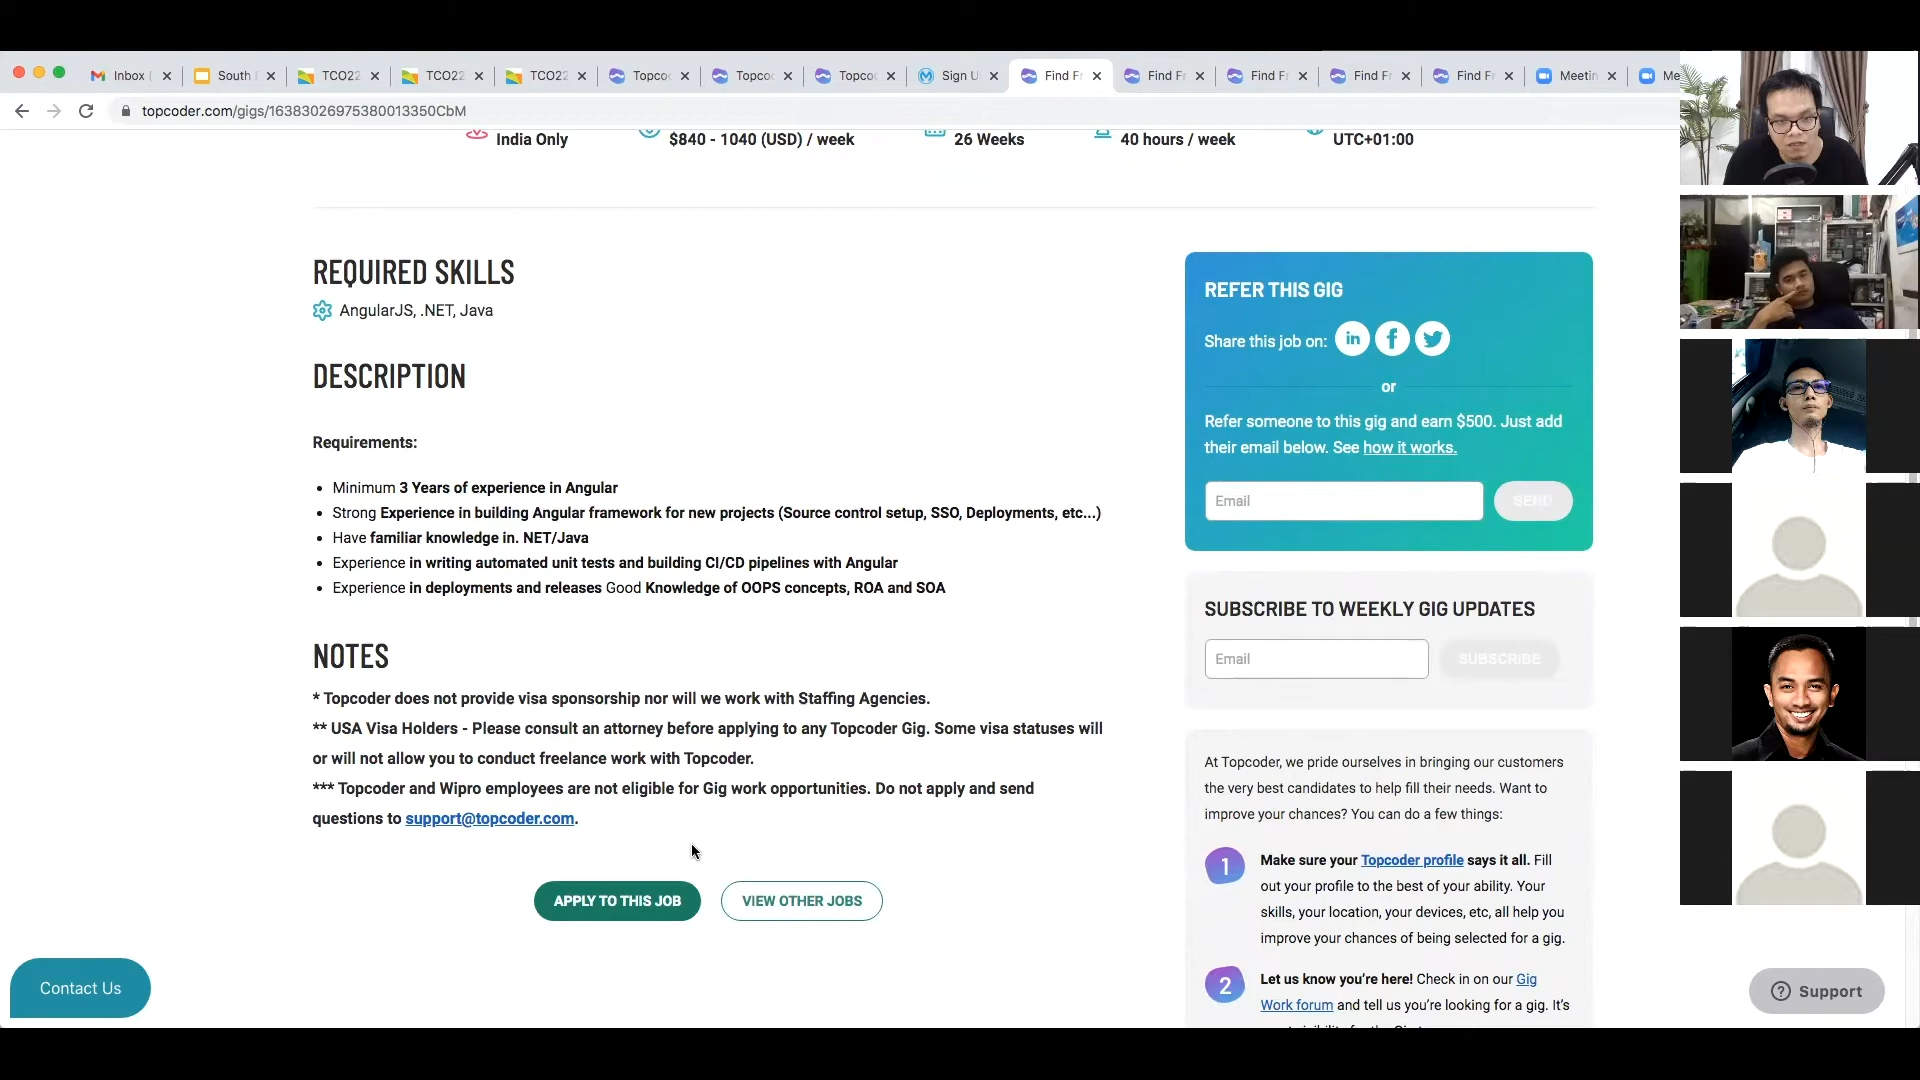 Inbox (
South
TCO22
TCO22
TCO22
Topco
Topco
Topco
Sign U
Find Fr
Find Fr
Find Fr
Find Fr
Find Fr
Meetin
Me
topcoder.com/gigs/16383026975380013350CbM
India Only
$840 - 1040 (USD) / week
26 Weeks
40 hours / week
UTC+01:00
REQUIRED SKILLS
AngularJS, .NET, Java
DESCRIPTION
Requirements:
• Minimum 3 Years of experience in Angular
• Strong Experience in building Angular framework for new projects (Source control setup, SSO, Deployments, etc...)
• Have familiar knowledge in. NET/Java
• Experience in writing automated unit tests and building CI/CD pipelines with Angular
• Experience in deployments and releases Good Knowledge of OOPS concepts, ROA and SOA
NOTES
* Topcoder does not provide visa sponsorship nor will we work with Staffing Agencies.
** USA Visa Holders - Please consult an attorney before applying to any Topcoder Gig. Some visa statuses will
or will not allow you to conduct freelance work with Topcoder.
*** Topcoder and Wipro employees are not eligible for Gig work opportunities. Do not apply and send
questions to support@topcoder.com.
APPLY TO THIS JOB
VIEW OTHER JOBS
Contact Us
REFER THIS GIG
Share this job on:
or
Refer someone to this gig and earn $500. Just add
their email below. See how it works.
Email
SEND
SUBSCRIBE TO WEEKLY GIG UPDATES
Email
SUBSCRIBE
At Topcoder, we pride ourselves in bringing our customers
the very best candidates to help fill their needs. Want to
improve your chances? You can do a few things:
1
Make sure your Topcoder profile says it all. Fill
out your profile to the best of your ability. Your
skills, your location, your devices, etc, all help you
improve your chances of being selected for a gig.
2
Let us know you're here! Check in on our Gig
Work forum and tell us you're looking for a gig. It's
Support